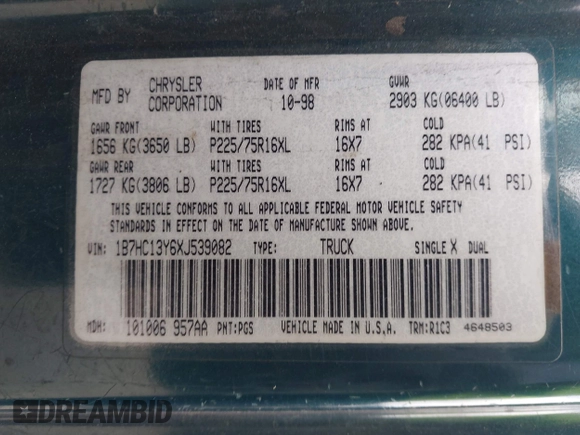 MFD BY CHRYSLER CORPORATION DATE OF MFR 10-98 GVWR 2903 KG(06400 LB)
GAWR FRONT WITH TIRES RIMS AT COLD
1656 KG(3650 LB) P225/75R16XL 16X7 282 KPA(41 PSI)
GAWR REAR WITH TIRES RIMS AT COLD
1727 KG(3806 LB) P225/75R16XL 16X7 282 KPA(41 PSI)
THIS VEHICLE CONFORMS TO ALL APPLICABLE FEDERAL MOTOR VEHICLE SAFETY
STANDARDS IN EFFECT ON THE DATE OF MANUFACTURE SHOWN ABOVE.
VIN: 1B7HC13Y6XJ539082 TYPE: TRUCK SINGLE X DUAL
MDH: 101006 957AA PNT:PGS VEHICLE MADE IN U.S.A. TRM:R1C3 4648503
DREAMBID